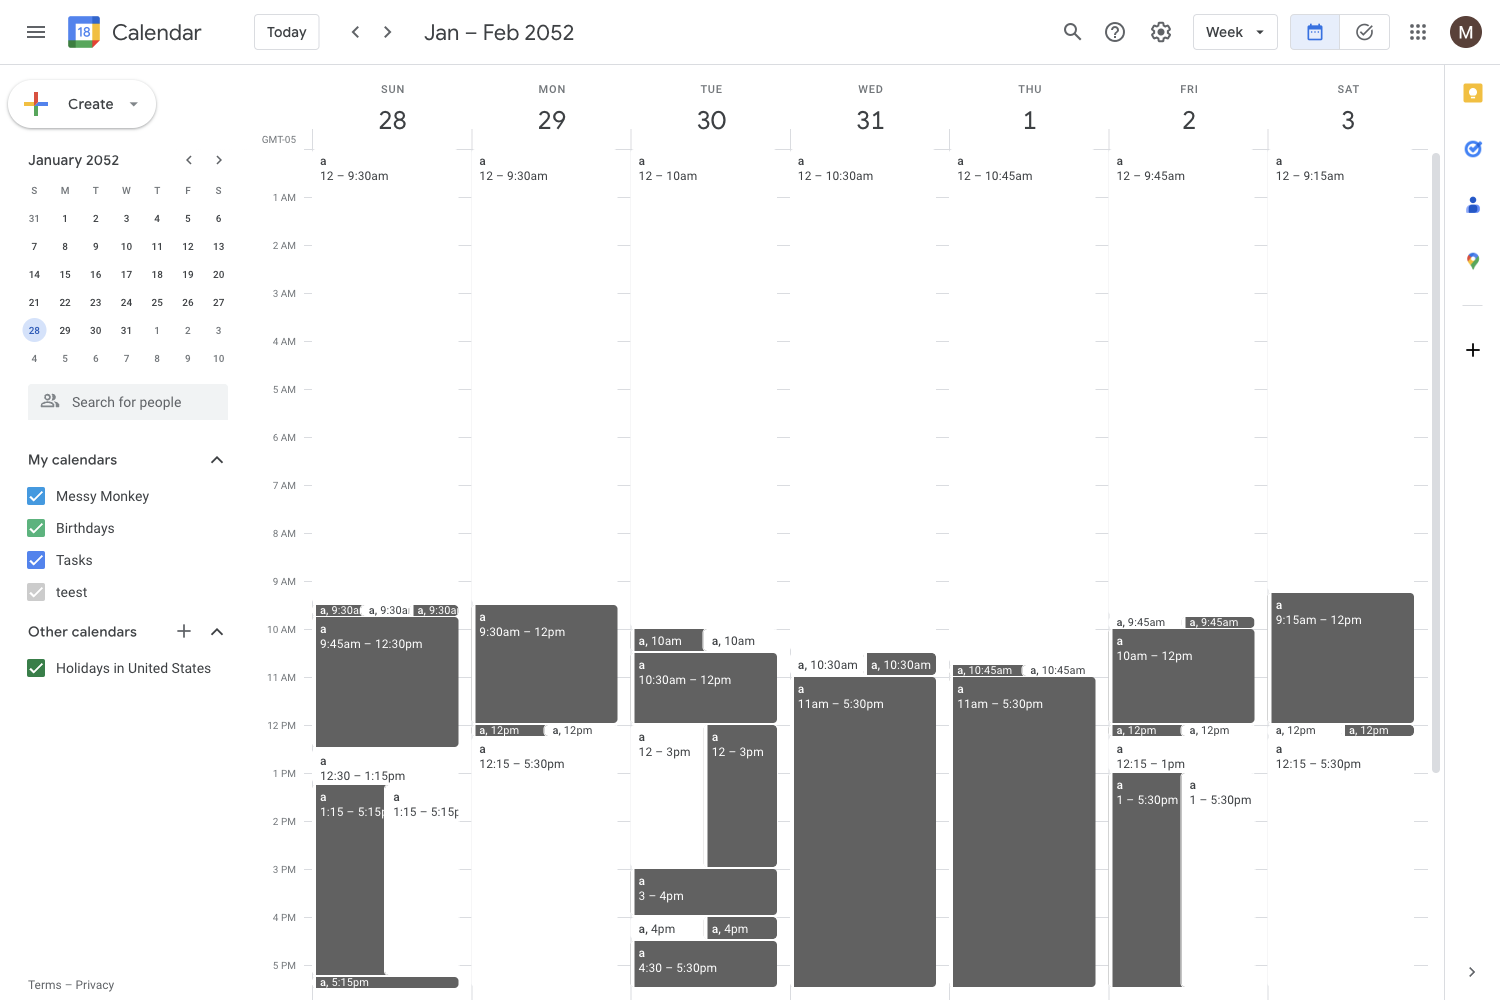 18 Calendar Today Jan – Feb 2052 Week M
Create
January 2052
S M T W T F S
31 1 2 3 4 5 6
7 8 9 10 11 12 13
14 15 16 17 18 19 20
21 22 23 24 25 26 27
28 29 30 31 1 2 3
4 5 6 7 8 9 10
Search for people
My calendars
Messy Monkey
Birthdays
Tasks
teest
Other calendars
Holidays in United States
Terms – Privacy
SUN MON TUE WED THU FRI SAT
28 29 30 31 1 2 3
GMT-05
1 AM
2 AM
3 AM
4 AM
5 AM
6 AM
7 AM
8 AM
9 AM
10 AM
11 AM
12 PM
1 PM
2 PM
3 PM
4 PM
5 PM
a
12 – 9:30am
a, 9:30a
a, 9:30a
a, 9:30a
a
9:45am – 12:30pm
a
12:30 – 1:15pm
a
1:15 – 5:15p
a
1:15 – 5:15p
a, 5:15pm
a
12 – 9:30am
a
9:30am – 12pm
a, 12pm
a, 12pm
a
12:15 – 5:30pm
a
12 – 10am
a, 10am
a, 10am
a
10:30am – 12pm
a
12 – 3pm
a
12 – 3pm
a
3 – 4pm
a, 4pm
a, 4pm
a
4:30 – 5:30pm
a
12 – 10:30am
a, 10:30am
a, 10:30am
a
11am – 5:30pm
a
12 – 10:45am
a, 10:45am
a, 10:45am
a
11am – 5:30pm
a
12 – 9:45am
a, 9:45am
a, 9:45am
a
10am – 12pm
a, 12pm
a, 12pm
a
12:15 – 1pm
a
1 – 5:30pm
a
1 – 5:30pm
a
12 – 9:15am
a
9:15am – 12pm
a, 12pm
a, 12pm
a
12:15 – 5:30pm